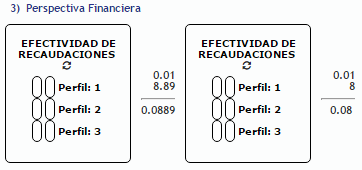 3) Perspectiva Financiera
EFECTIVIDAD DE
RECAUDACIONES
Perfil: 1
Perfil: 2
Perfil: 3
0.01
8.89
0.0889
EFECTIVIDAD DE
RECAUDACIONES
Perfil: 1
Perfil: 2
Perfil: 3
0.01
8
0.08